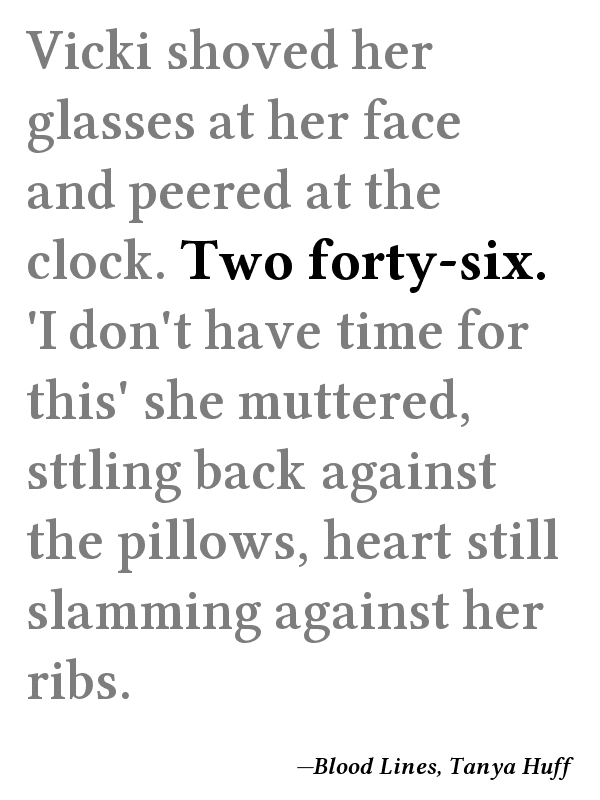 Vicki shoved her
glasses at her face
and peered at the
clock. Two forty-six.
'I don't have time for
this' she muttered,
sttling back against
the pillows, heart still
slamming against her
ribs.
—Blood Lines, Tanya Huff